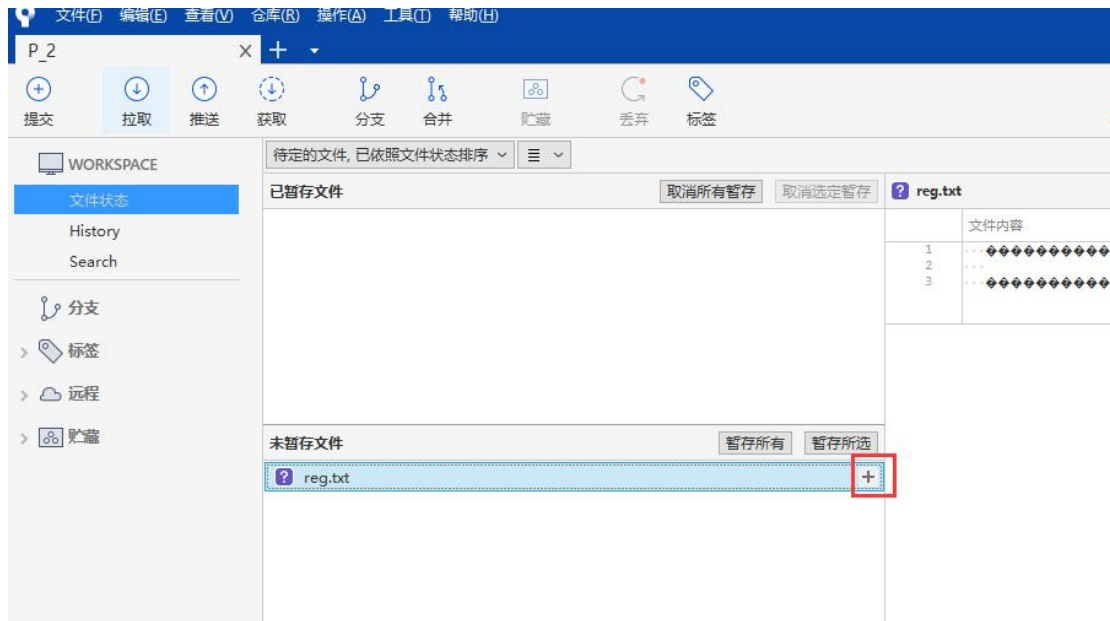 文件(F) 编辑(E) 查看(V) 仓库(R) 操作(A) 工具(T) 帮助(H)
P_2
提交 拉取 推送 获取 分支 合并 贮藏 丢弃 标签
WORKSPACE
文件状态
History
Search
分支
标签
远程
贮藏
待定的文件, 已依照文件状态排序
已暂存文件 取消所有暂存 取消选定暂存
未暂存文件 暂存所有 暂存所选
reg.txt
reg.txt
文件内容
1 ��������������
2
3 ��������������